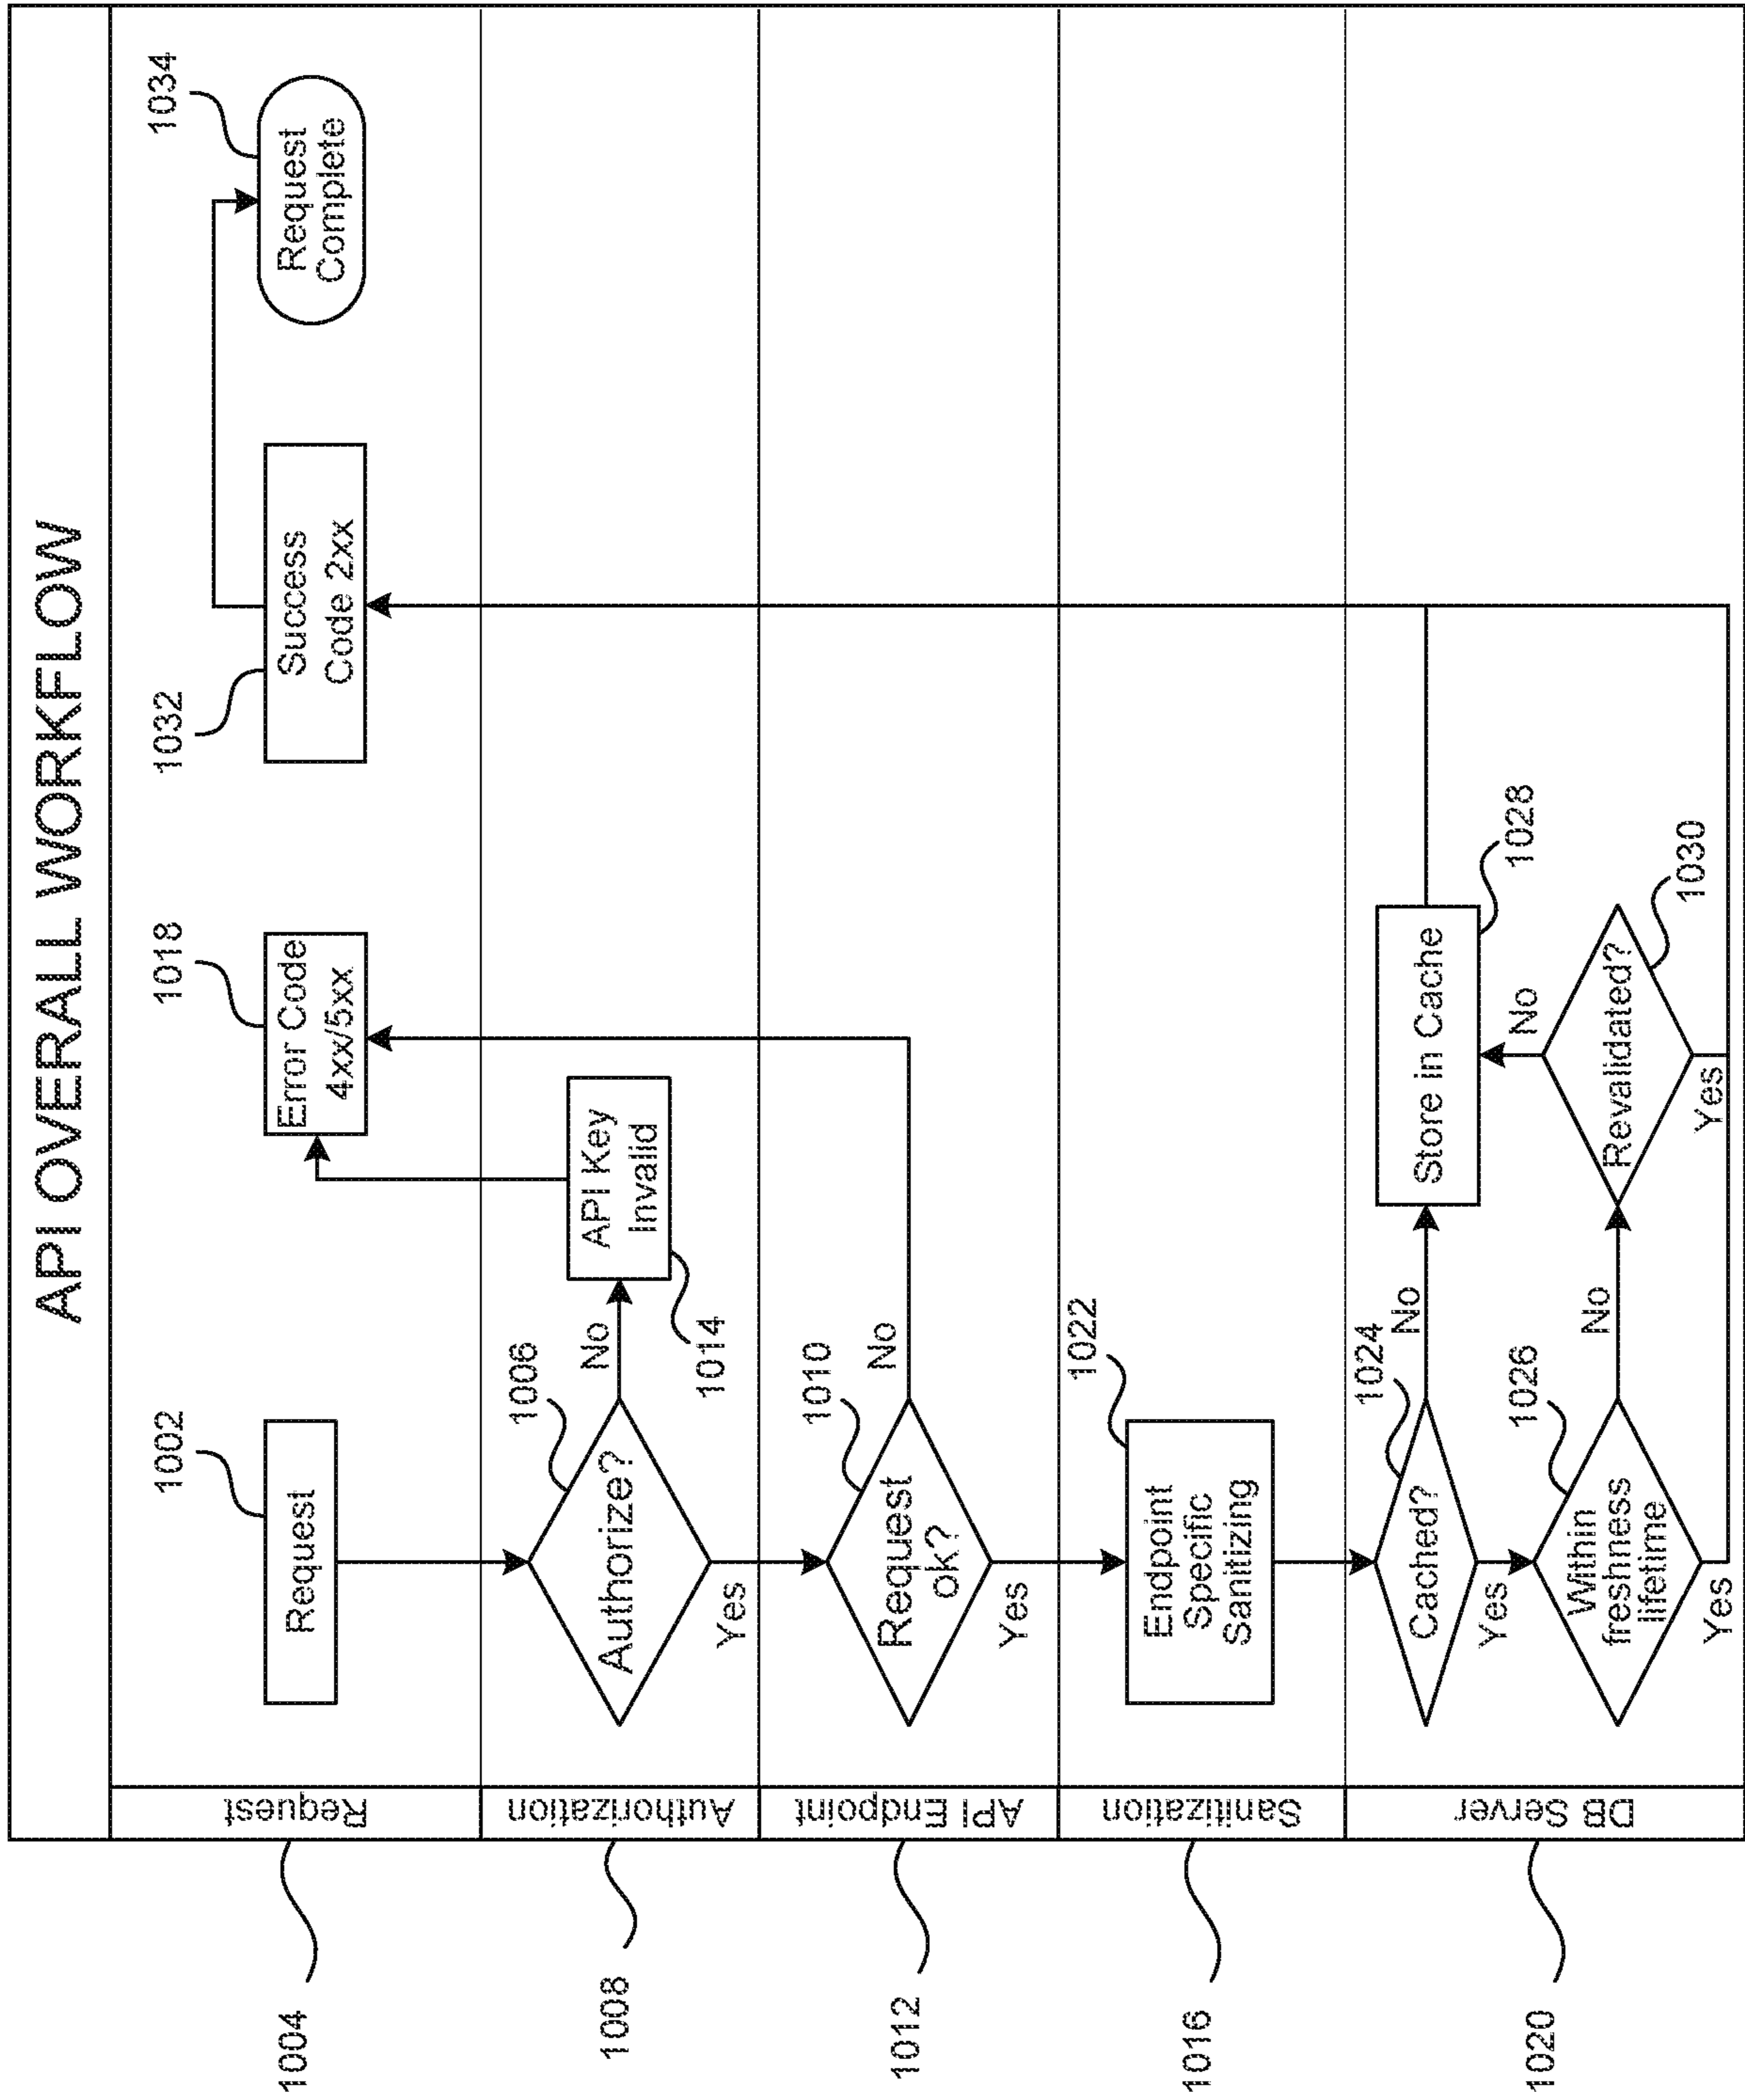 API OVERALL WORKFLOW
1004
Request
1002
Request
1018
Error Code
4xx/5xx
1032
Success
Code 2xx
1034
Request
Complete
1008
Authorization
1006
Authorize?
No
Yes
API Key
Invalid
1014
1012
API Endpoint
1010
Request
ok?
No
Yes
1016
Sanitization
1022
Endpoint
Specific
Sanitizing
1020
DB Server
1024
Cached?
No
Yes
Store in Cache
1028
1026
Within
freshness
lifetime
No
Yes
Revalidated?
1030
No
Yes